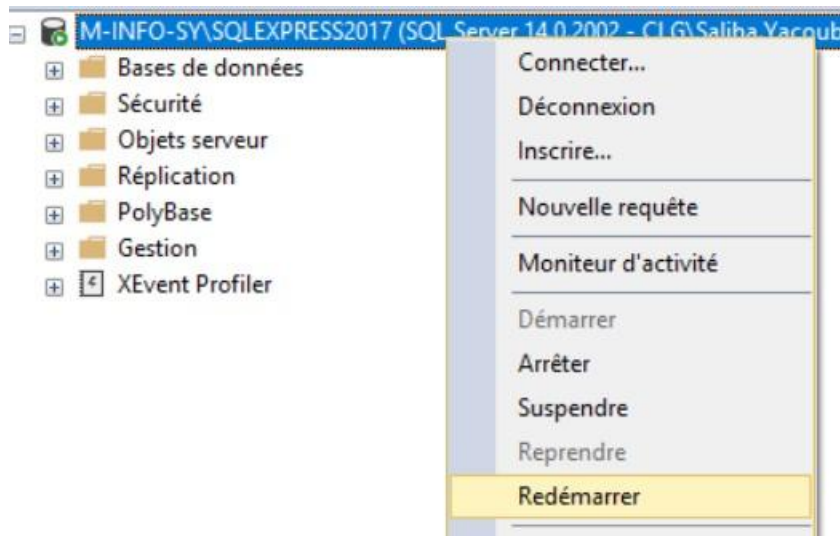 M-INFO-SY\SQLEXPRESS2017 (SQL Server 14.0.2002 - CLG\Saliha Yacoub
Bases de données
Sécurité
Objets serveur
Réplication
PolyBase
Gestion
XEvent Profiler
Connecter...
Déconnexion
Inscrire...
Nouvelle requête
Moniteur d'activité
Démarrer
Arrêter
Suspendre
Reprendre
Redémarrer